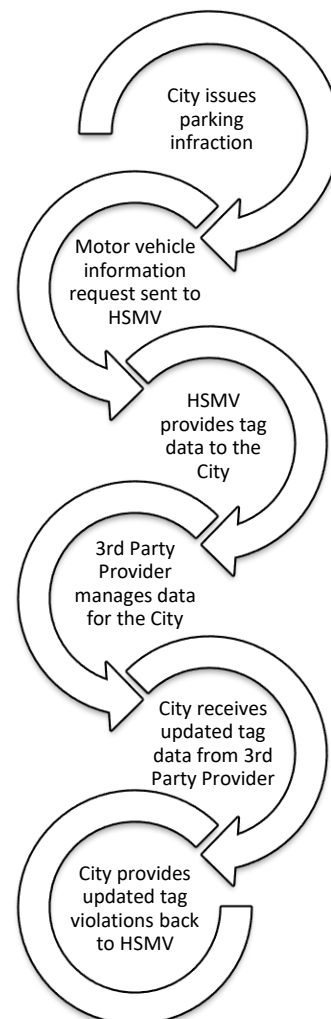 City issues
parking
infraction
Motor vehicle
information
request sent to
HSMV
HSMV
provides tag
data to the
City
3rd Party
Provider
manages data
for the City
City receives
updated tag
data from 3rd
Party Provider
City provides
updated tag
violations back
to HSMV